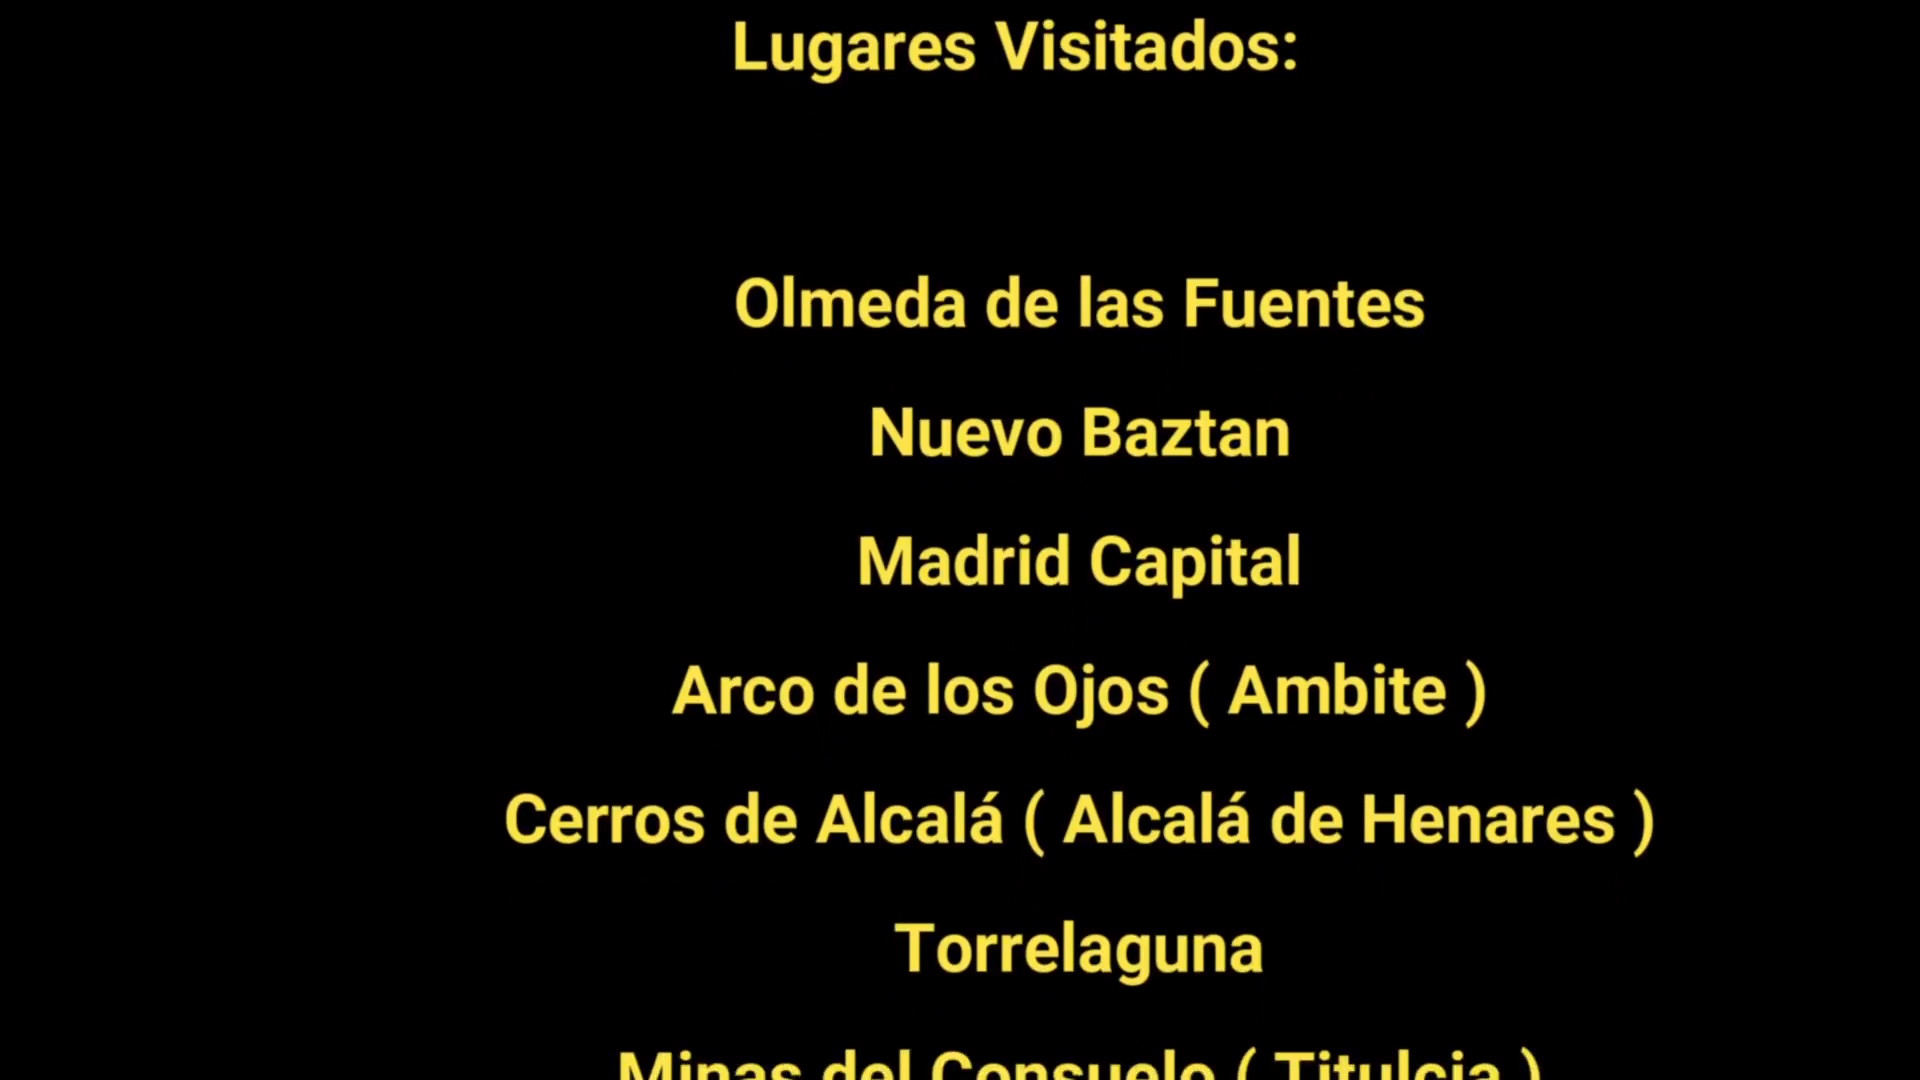 Lugares Visitados:
Olmeda de las Fuentes
Nuevo Baztan
Madrid Capital
Arco de los Ojos ( Ambite )
Cerros de Alcalá ( Alcalá de Henares )
Torrelaguna
Minas del Consuelo ( Titulcia )